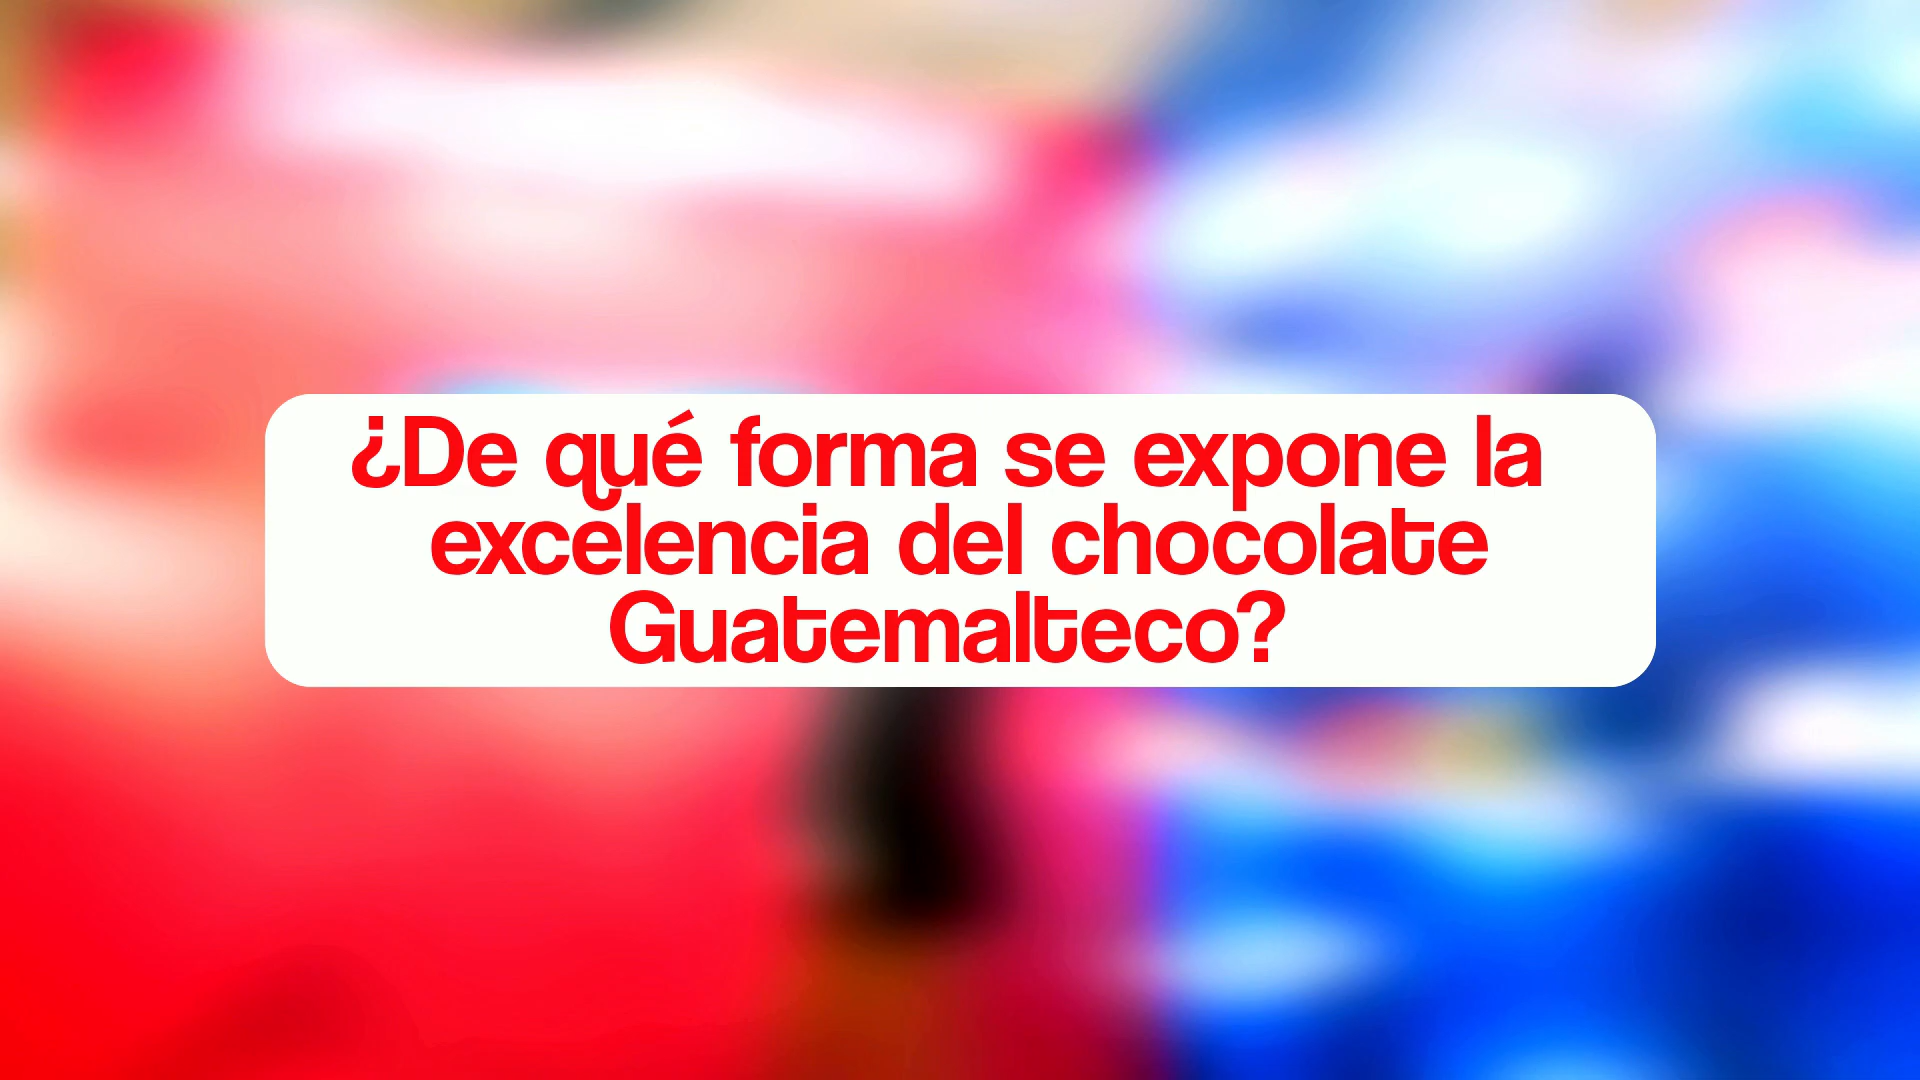 ¿De qué forma se expone la
excelencia del chocolate
Guatemalteco?